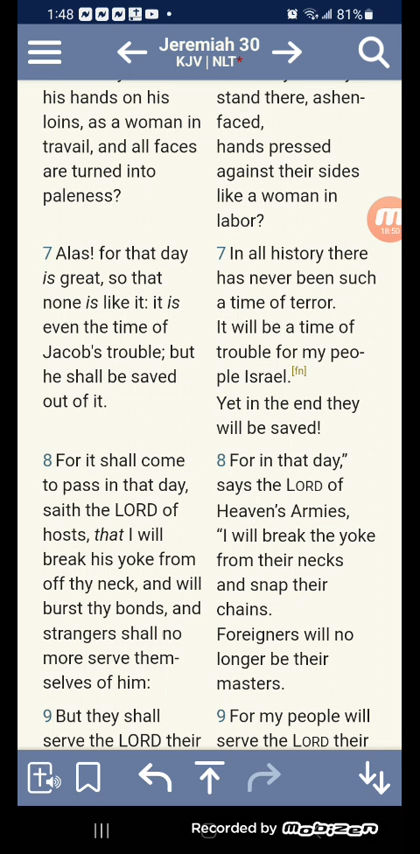 1:48
81%
Jeremiah 30
KJV | NLT*
his hands on his
loins, as a woman in
travail, and all faces
are turned into
paleness?
7 Alas! for that day
is great, so that
none is like it: it is
even the time of
Jacob's trouble; but
he shall be saved
out of it.
8 For it shall come
to pass in that day,
saith the LORD of
hosts, that I will
break his yoke from
off thy neck, and will
burst thy bonds, and
strangers shall no
more serve them-
selves of him:
9 But they shall
serve the LORD their
stand there, ashen-
faced,
hands pressed
against their sides
like a woman in
labor?
7 In all history there
has never been such
a time of terror.
It will be a time of
trouble for my peo-
ple Israel.[fn]
Yet in the end they
will be saved!
8 For in that day,”
says the LORD of
Heaven’s Armies,
“I will break the yoke
from their necks
and snap their
chains.
Foreigners will no
longer be their
masters.
9 For my people will
serve the LORD their
18:50
Recorded by Mobizen